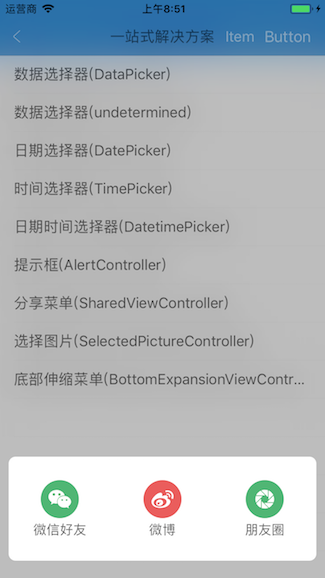 运营商 上午8:51
一站式解决方案 Item Button
数据选择器(DataPicker)
数据选择器(undetermined)
日期选择器(DatePicker)
时间选择器(TimePicker)
日期时间选择器(DatetimePicker)
提示框(AlertController)
分享菜单(SharedViewController)
选择图片(SelectedPictureController)
底部伸缩菜单(BottomExpansionViewContr...
微信好友 微博 朋友圈